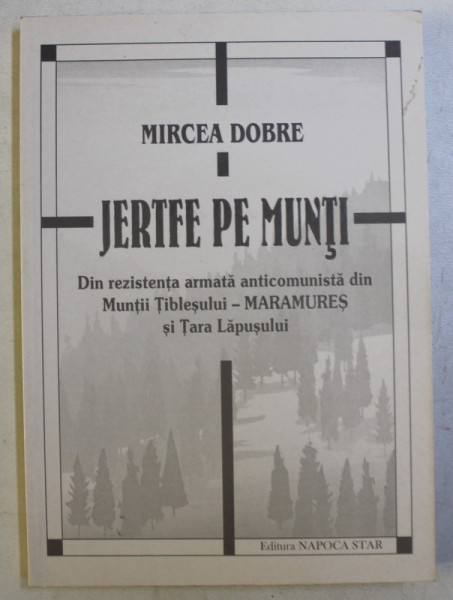 MIRCEA DOBRE
JERTFE PE MUNŢI
Din rezistenţa armată anticomunistă din
Munţii Ţibleşului – MARAMUREŞ
şi Ţara Lăpuşului
Editura NAPOCA STAR